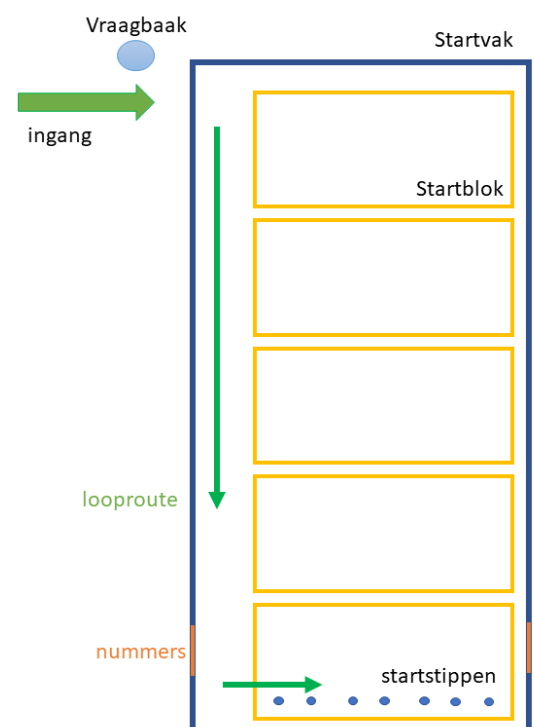 Vraagbaak
Startvak
ingang
Startblok
looproute
nummers
startstippen